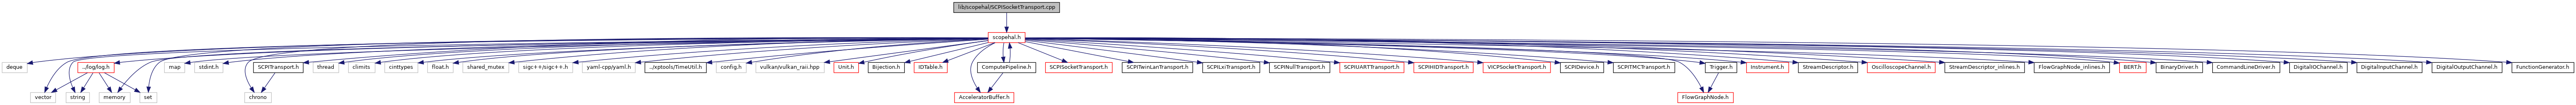 lib/scopehal/SCPISocketTransport.cpp
scopehal.h
deque
../log/log.h
map
stdint.h
SCPITransport.h
thread
climits
cinttypes
float.h
shared_mutex
sigc++/sigc++.h
yaml-cpp/yaml.h
../xptools/TimeUtil.h
config.h
vulkan/vulkan_raii.hpp
Unit.h
Bijection.h
IDTable.h
ComputePipeline.h
SCPISocketTransport.h
SCPITwinLanTransport.h
SCPILxiTransport.h
SCPINullTransport.h
SCPIUARTTransport.h
SCPIHIDTransport.h
VICPSocketTransport.h
SCPIDevice.h
SCPITMCTransport.h
Trigger.h
Instrument.h
StreamDescriptor.h
OscilloscopeChannel.h
StreamDescriptor_inlines.h
FlowGraphNode_inlines.h
BERT.h
BinaryDriver.h
CommandLineDriver.h
DigitalIOChannel.h
DigitalInputChannel.h
DigitalOutputChannel.h
FunctionGenerator.h
vector
string
memory
set
chrono
AcceleratorBuffer.h
FlowGraphNode.h